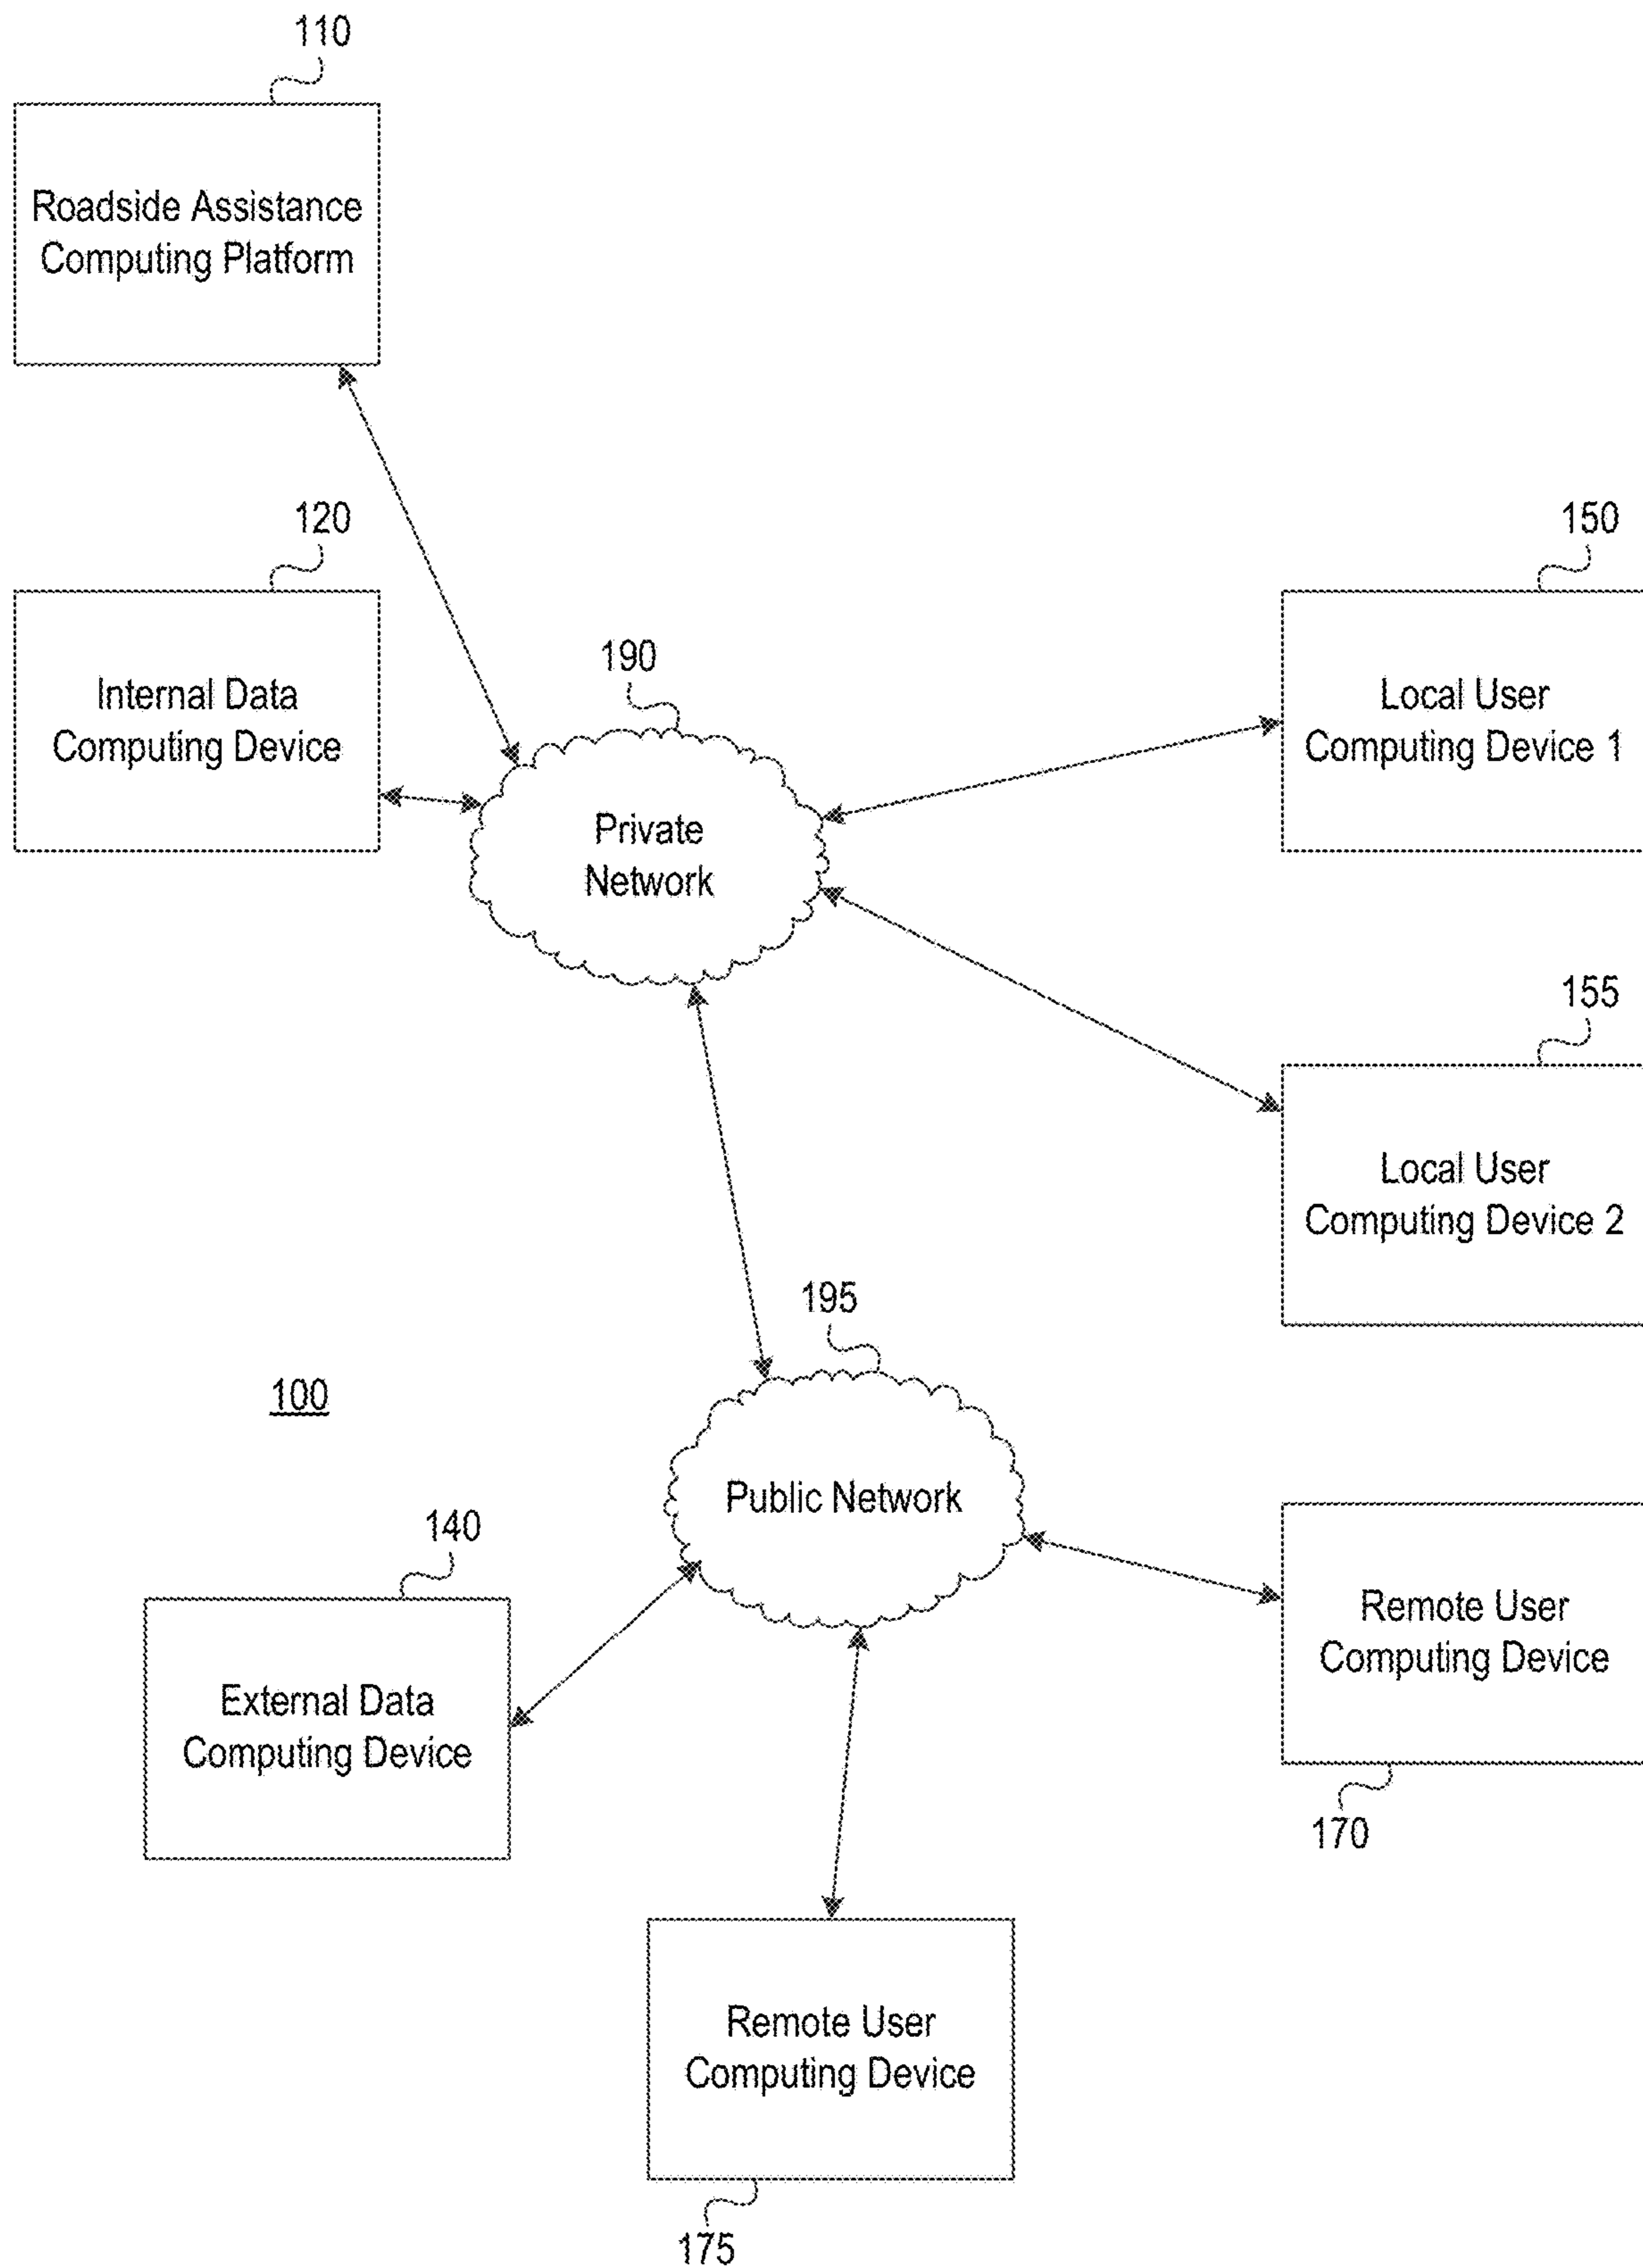 110
Roadside Assistance
Computing Platform
120
Internal Data
Computing Device
150
Local User
Computing Device 1
190
Private
Network
155
Local User
Computing Device 2
195
Public Network
100
140
External Data
Computing Device
Remote User
Computing Device
170
Remote User
Computing Device
175